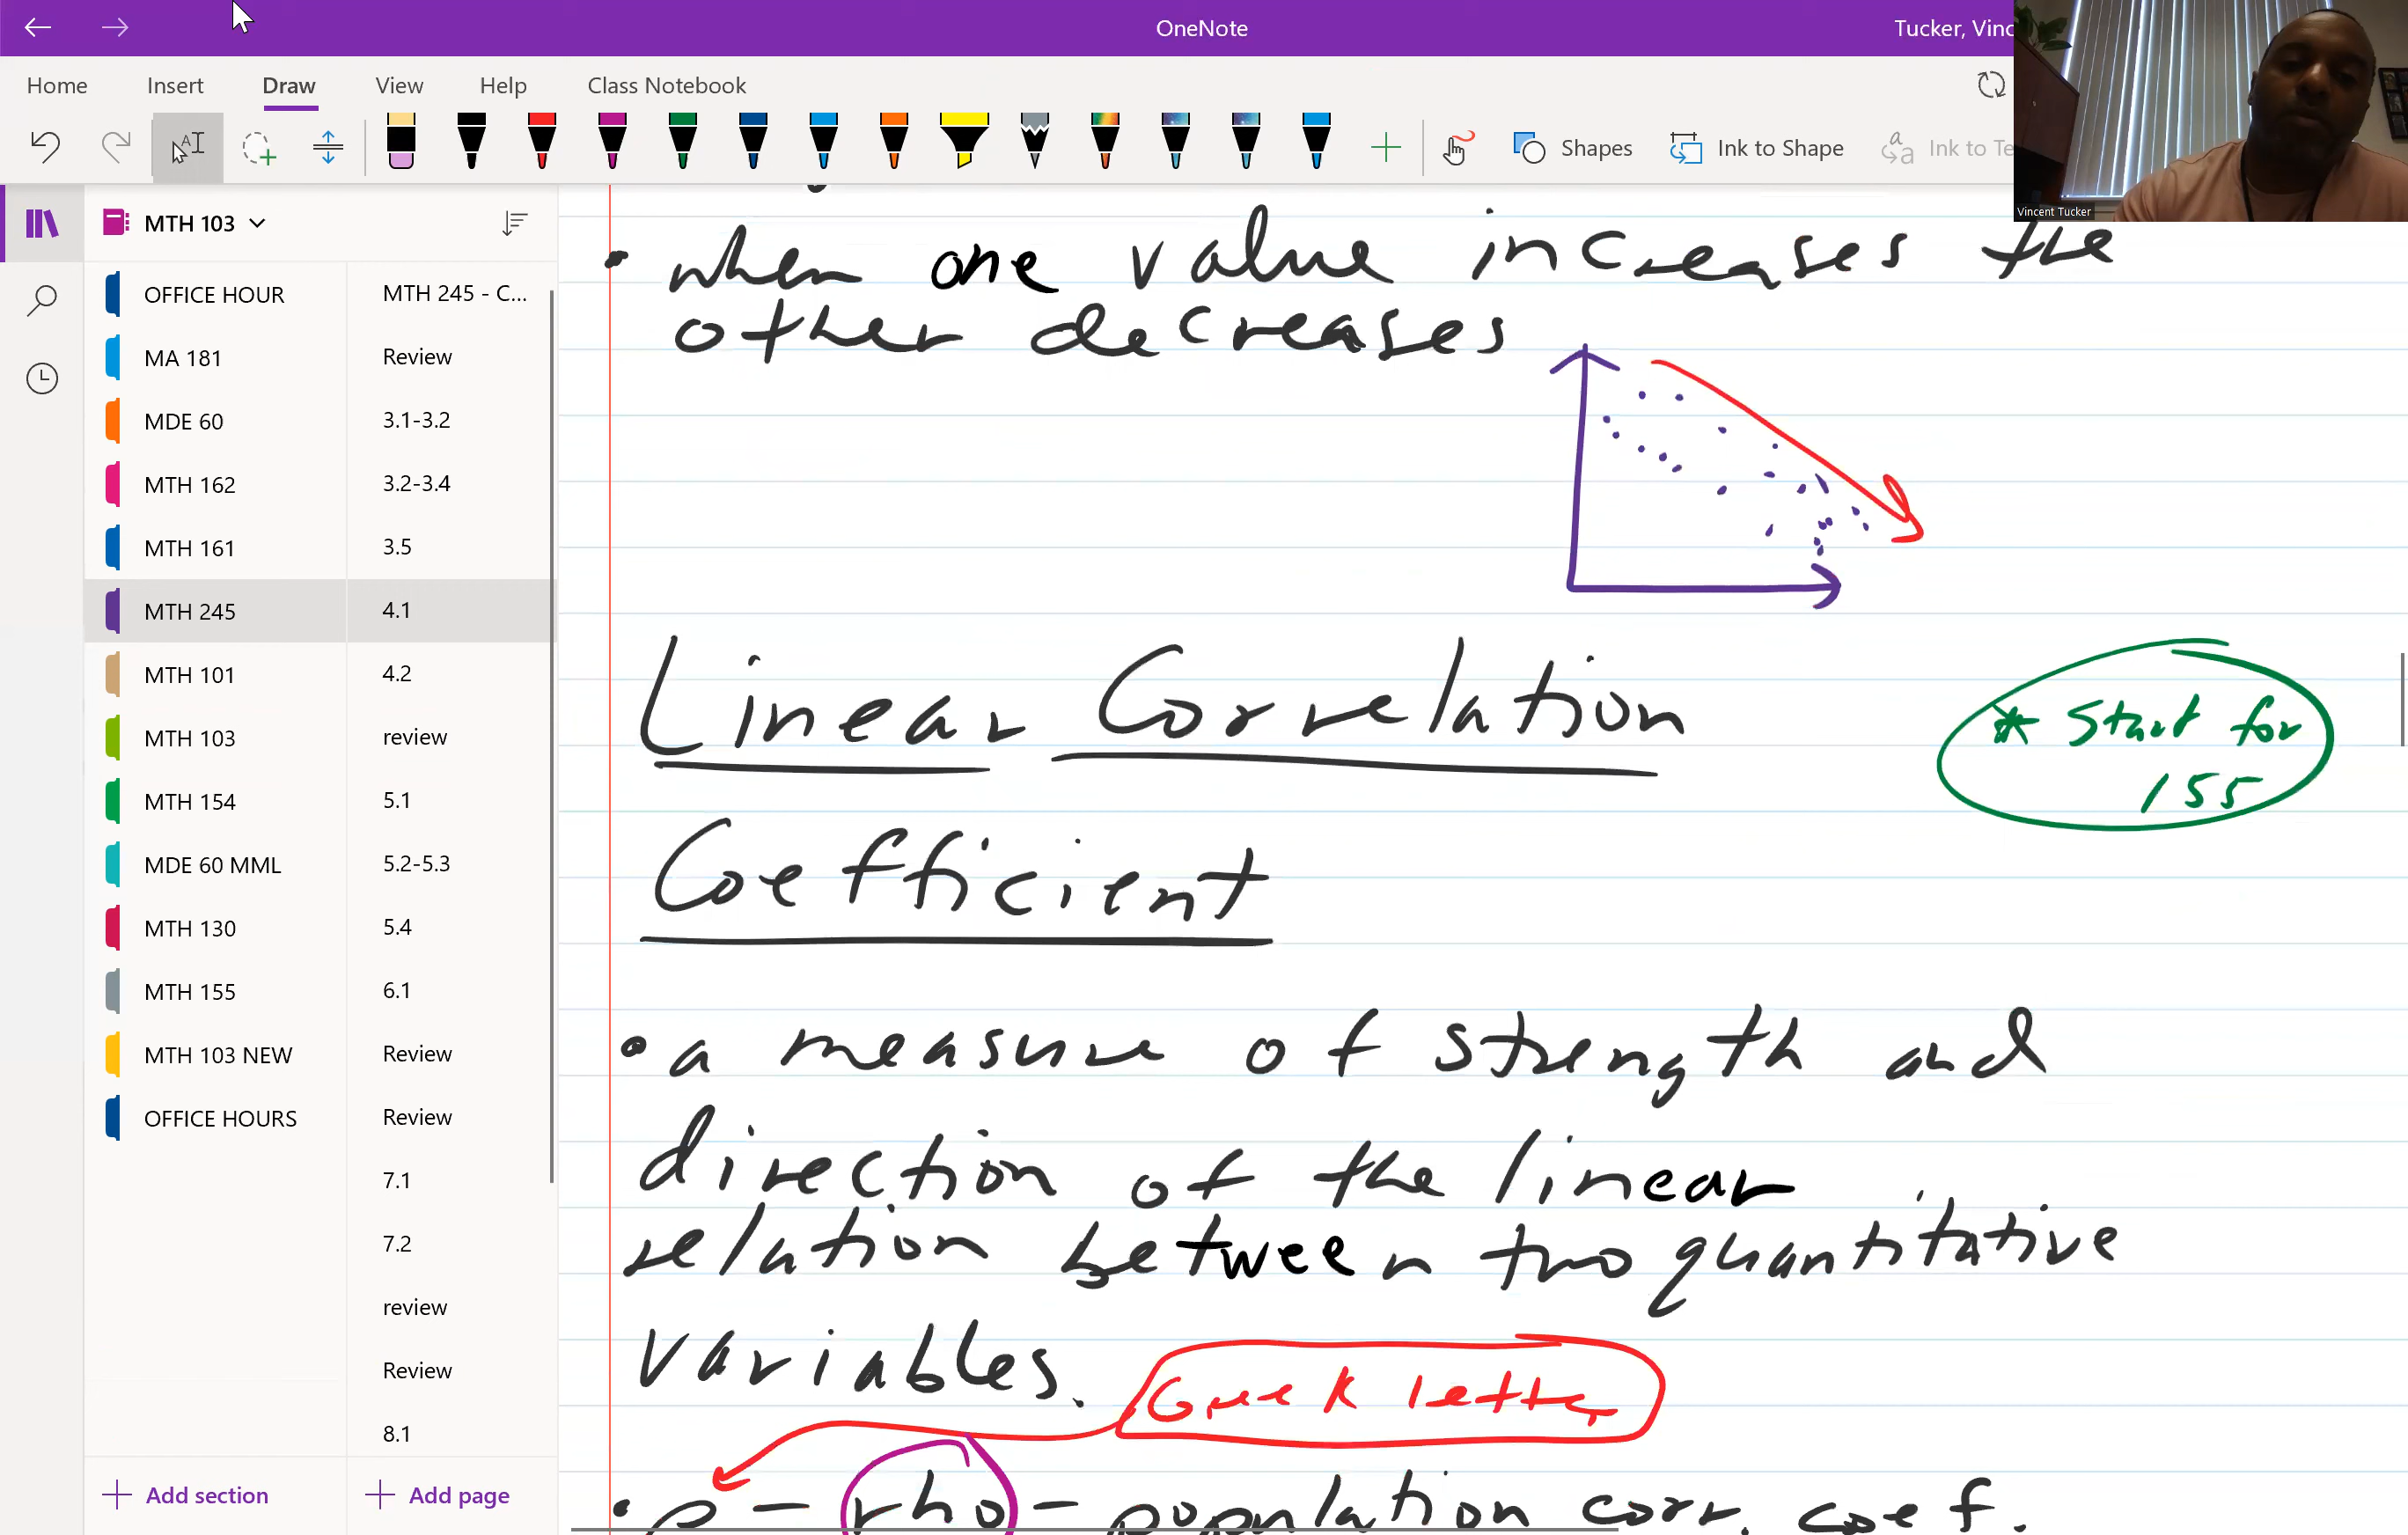 OneNote
Tucker, Vinc
Home Insert Draw View Help Class Notebook
Shapes Ink to Shape Ink to Te
Vincent Tucker
MTH 103
OFFICE HOUR
MA 181
MDE 60
MTH 162
MTH 161
MTH 245
MTH 101
MTH 103
MTH 154
MDE 60 MML
MTH 130
MTH 155
MTH 103 NEW
OFFICE HOURS
Add section
MTH 245 - C...
Review
3.1-3.2
3.2-3.4
3.5
4.1
4.2
review
5.1
5.2-5.3
5.4
6.1
Review
Review
7.1
7.2
review
Review
8.1
Add page
• when one value increases the
other decreases
Linear Correlation
* Start for
155
Coefficient
• a measure of strength and
direction of the linear
relation between two quantitative
variables.
Greek letter
• ρ - rho - population corr. coef.